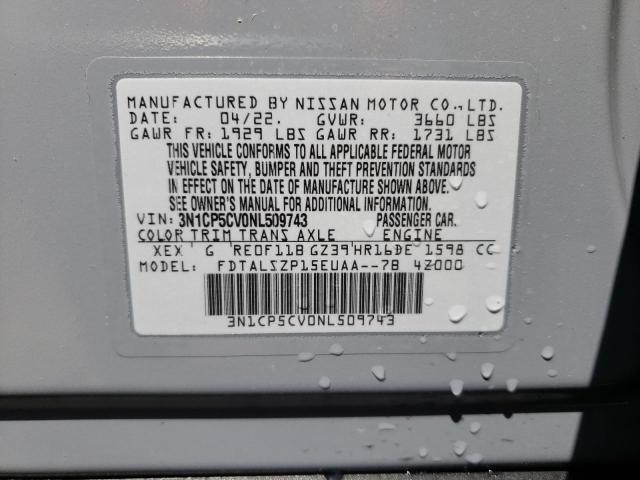 MANUFACTURED BY NISSAN MOTOR CO.,LTD.
DATE: 04/22. GVWR: 3660 LBS
GAWR FR: 1929 LBS GAWR RR: 1731 LBS
THIS VEHICLE CONFORMS TO ALL APPLICABLE FEDERAL MOTOR
VEHICLE SAFETY, BUMPER AND THEFT PREVENTION STANDARDS
IN EFFECT ON THE DATE OF MANUFACTURE SHOWN ABOVE.
SEE OWNER'S MANUAL FOR ADDITIONAL INFORMATION.
VIN: 3N1CP5CV0NL509743 PASSENGER CAR.
COLOR TRIM TRANS AXLE ENGINE
XEX G RE0F11B GZ39 HR16DE 1598 CC
MODEL: FDTALSZP15EUAA--7B 42000
3N1CP5CV0NL509743